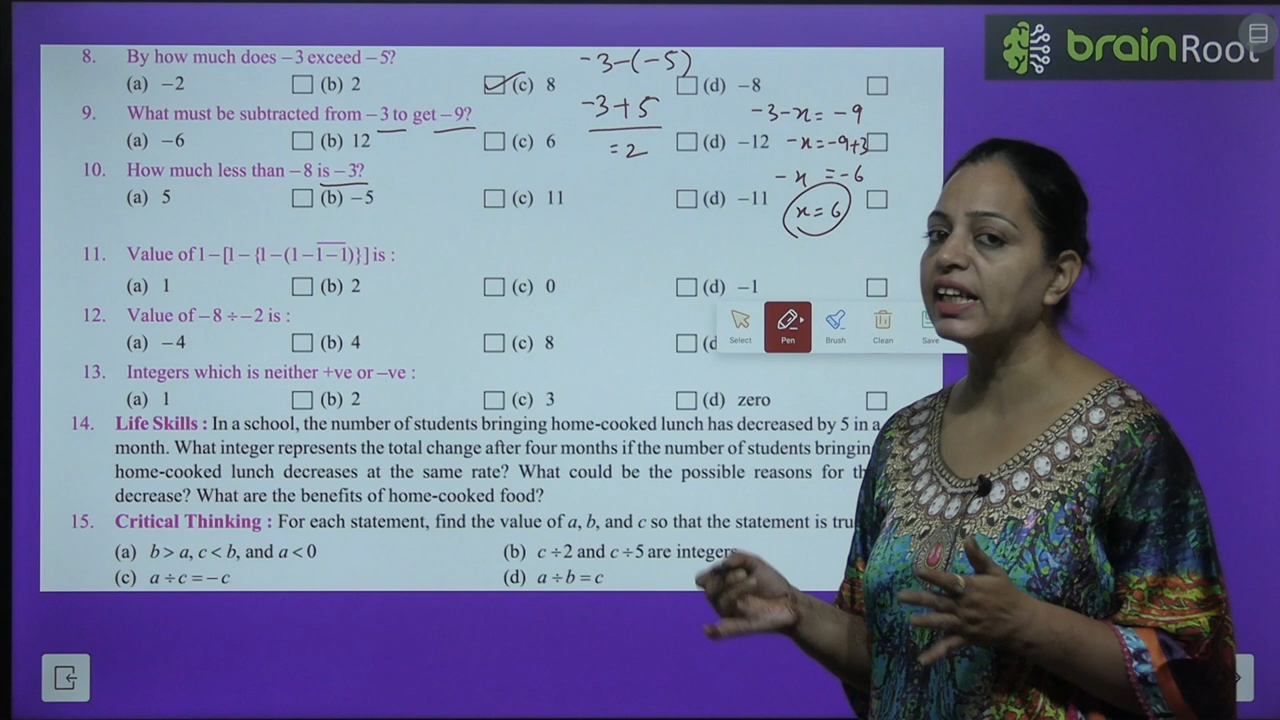 brainRoot
8. By how much does −3 exceed −5?
(a) −2 (b) 2 (c) 8 (d) −8
-3-(-5)
-3+5
=2
9. What must be subtracted from −3 to get −9?
(a) −6 (b) 12 (c) 6 (d) −12
-3-x=-9
-x=-9+3
-x=-6
x=6
10. How much less than −8 is −3?
(a) 5 (b) −5 (c) 11 (d) −11
11. Value of 1−[1−{1−(1−1̅−̅1̅)}] is :
(a) 1 (b) 2 (c) 0 (d) −1
12. Value of −8 ÷−2 is :
(a) −4 (b) 4 (c) 8 (d
Select Pen Brush Clean Save
13. Integers which is neither +ve or −ve :
(a) 1 (b) 2 (c) 3 (d) zero
14. Life Skills : In a school, the number of students bringing home-cooked lunch has decreased by 5 in a
month. What integer represents the total change after four months if the number of students bringin
home-cooked lunch decreases at the same rate? What could be the possible reasons for th
decrease? What are the benefits of home-cooked food?
15. Critical Thinking : For each statement, find the value of a, b, and c so that the statement is tru
(a) b > a, c < b, and a < 0 (b) c ÷ 2 and c ÷ 5 are integers
(c) a ÷ c = − c (d) a ÷ b = c